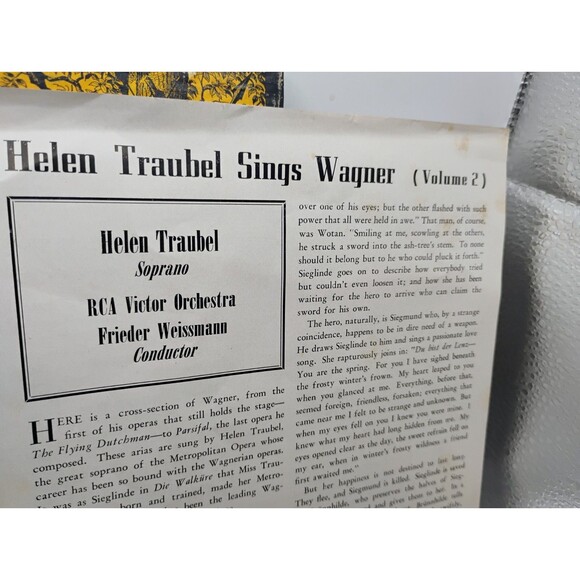 Helen Traubel Sings Wagner (Volume 2)
Helen Traubel
Soprano
RCA Victor Orchestra
Frieder Weissmann
Conductor
HERE is a cross-section of Wagner, from the
first of his operas that still holds the stage—
The Flying Dutchman—to Parsifal, the last opera he
composed. These arias are sung by Helen Traubel,
the great soprano of the Metropolitan Opera whose
career has been so bound with the Wagnerian operas.
It was as Sieglinde in Die Walküre that Miss Trau-
born and trained, made her Metro-
been the leading Wag-
over one of his eyes; but the other flashed with such
power that all were held in awe." That man, of course,
was Wotan. "Smiling at me, scowling at the others,
he struck a sword into the ash-tree's stem. To none
should it belong but to he who could pluck it forth."
Sieglinde goes on to describe how everybody tried
but couldn't even loosen it; and how she has been
waiting for the hero to arrive who can claim the
sword for his own.
The hero, naturally, is Siegmund who, by a strange
coincidence, happens to be in dire need of a weapon.
He draws Sieglinde to him and sings a passionate love
song. She rapturously joins in: "Du bist der Lenz—
You are the spring. For you I have sighed beneath
the frosty winter's frown. My heart leaped to you
when you glanced at me. Everything, before that,
seemed foreign, friendless, forsaken; everything that
came near me I felt to be strange and unknown. But
when my eyes fell on you I knew you were mine. I
knew what my heart had long hidden from me. My
eyes opened clear as the day, the sweet refrain fell on
my ear, when in winter's frosty wildness a friend
first awaited me."
But her happiness is not destined to last long.
They flee, and Siegmund is killed. Sieglinde is saved
who preserves the halves of Sieg-
and gives them to her. In a
Brünnhilde tells